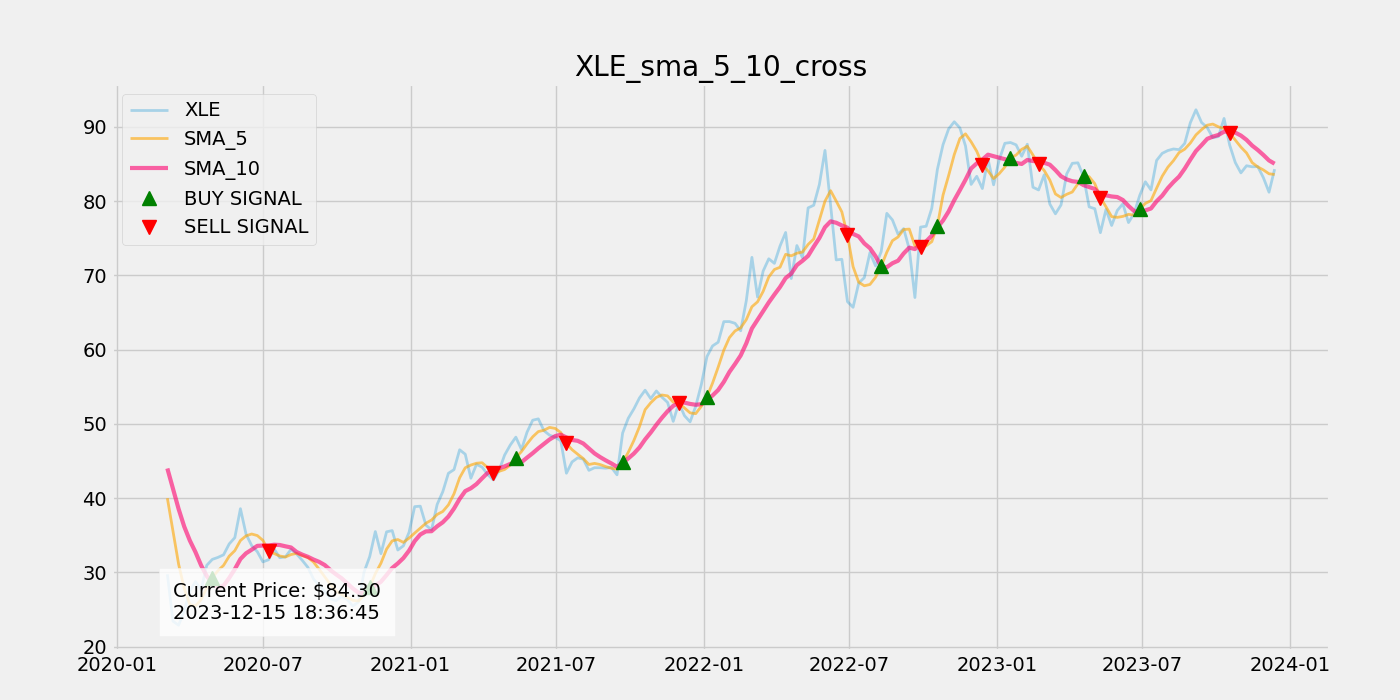 XLE_sma_5_10_cross
XLE
SMA_5
SMA_10
BUY SIGNAL
SELL SIGNAL
90
80
70
60
50
40
30
20
Current Price: $84.30
2023-12-15 18:36:45
2020-01 2020-07 2021-01 2021-07 2022-01 2022-07 2023-01 2023-07 2024-01